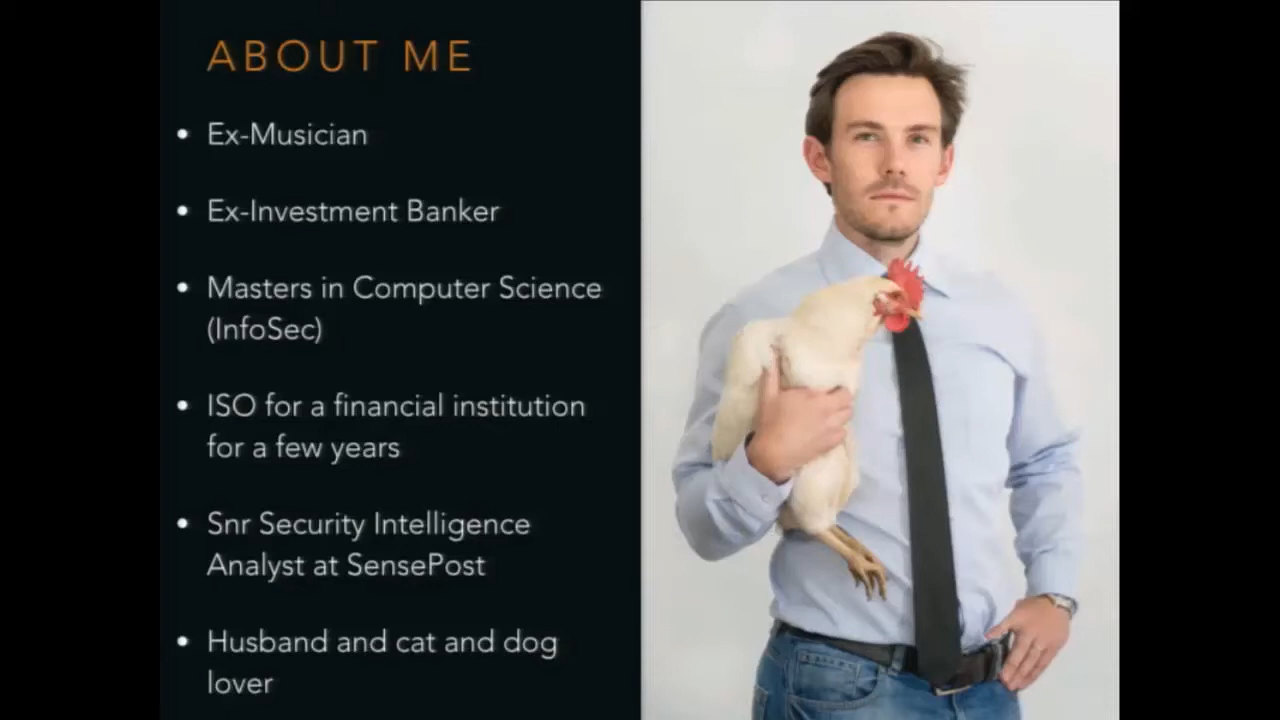 ABOUT ME
• Ex-Musician
• Ex-Investment Banker
• Masters in Computer Science
(InfoSec)
• ISO for a financial institution
for a few years
• Snr Security Intelligence
Analyst at SensePost
• Husband and cat and dog
lover